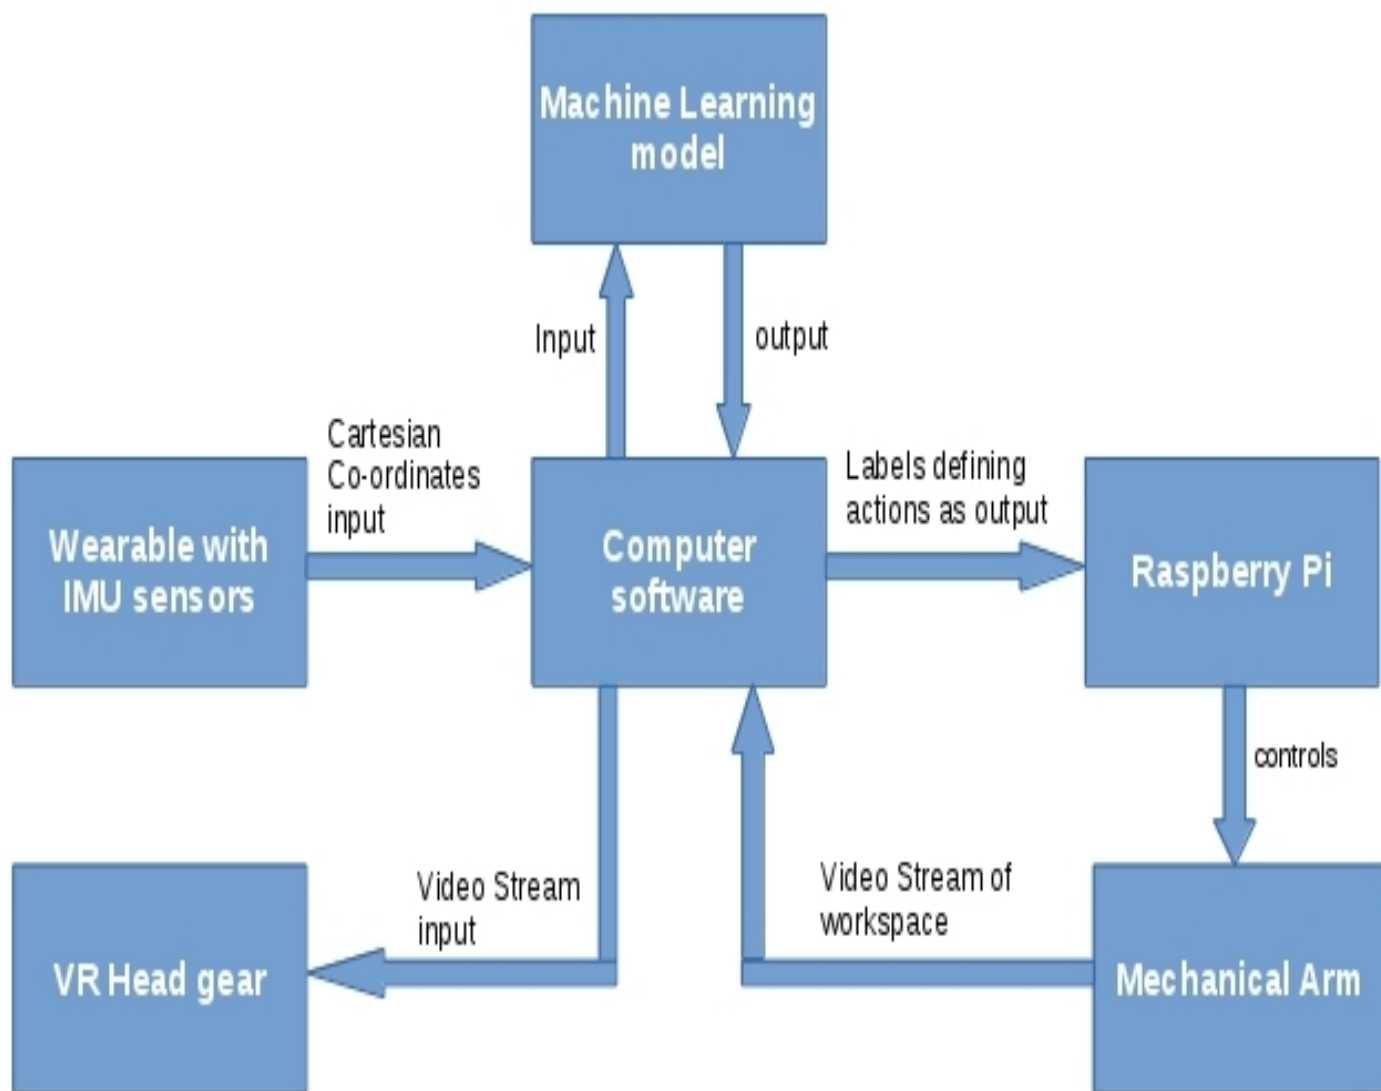 Machine Learning
model
Input
output
Cartesian
Co-ordinates
input
Labels defining
actions as output
Wearable with
IMU sensors
Computer
software
Raspberry Pi
controls
Video Stream
input
Video Stream of
workspace
VR Head gear
Mechanical Arm